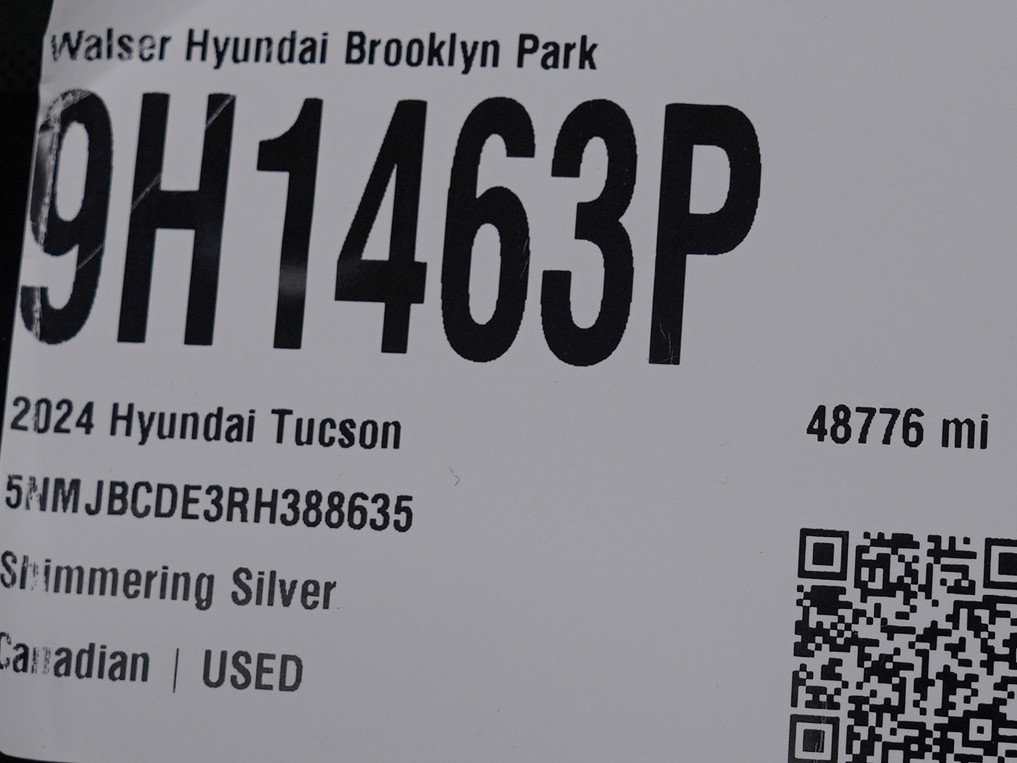 Walser Hyundai Brooklyn Park
9H1463P
2024 Hyundai Tucson
48776 mi
5NMJBCDE3RH388635
Shimmering Silver
Canadian | USED